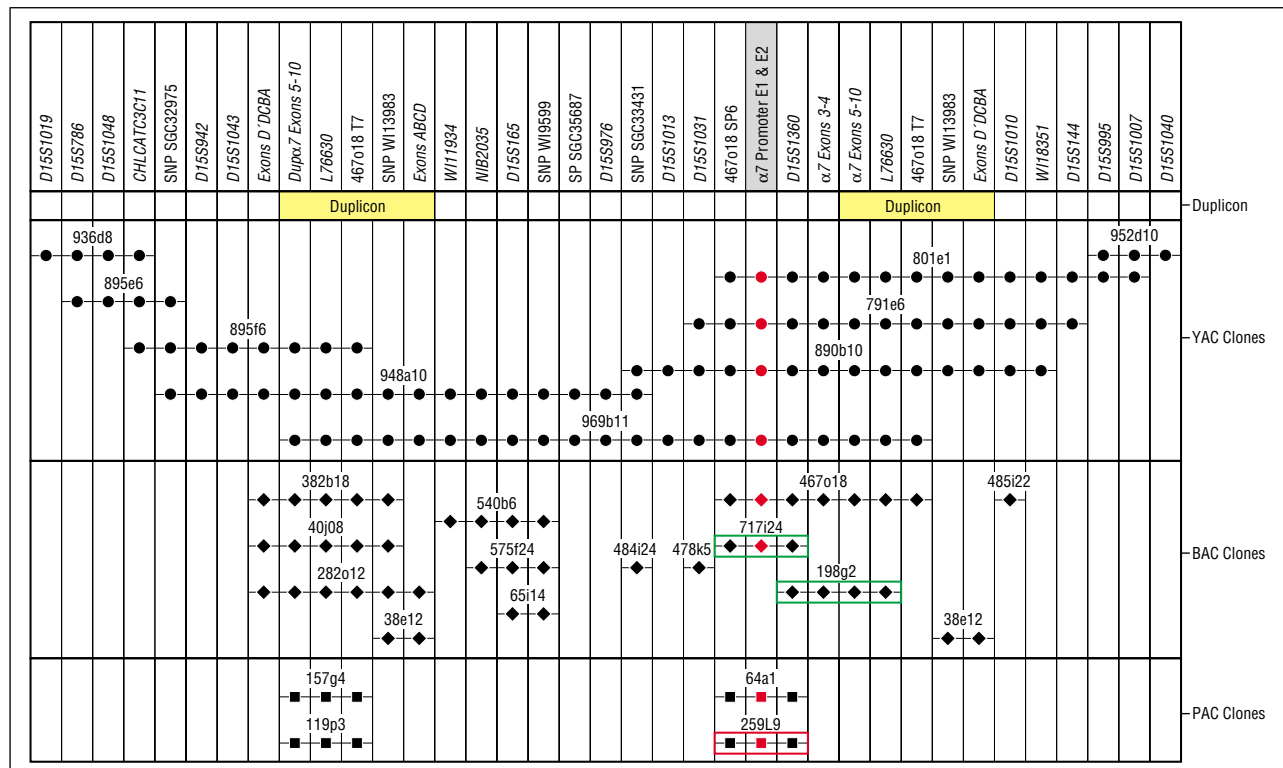 D15S1019
D15S786
D15S1048
CHLCATC3C11
SNP SGC32975
D15S942
D15S1043
Exons D´DCBA
Dupα7 Exons 5-10
L76630
467o18 T7
SNP WI13983
Exons ABCD
WI11934
NIB2035
D15S165
SNP WI9599
SP SGC35687
D15S976
SNP SGC33431
D15S1013
D15S1031
467o18 SP6
α7 Promoter E1 & E2
D15S1360
α7 Exons 3-4
α7 Exons 5-10
L76630
467o18 T7
SNP WI13983
Exons D´DCBA
D15S1010
WI18351
D15S144
D15S995
D15S1007
D15S1040
Duplicon
Duplicon
Duplicon
936d8
952d10
801e1
895e6
791e6
YAC Clones
895f6
890b10
948a10
969b11
382b18
467o18
485i22
540b6
40j08
717i24
575f24
484i24
478k5
BAC Clones
282o12
198g2
65i14
38e12
38e12
157g4
64a1
PAC Clones
119p3
259L9